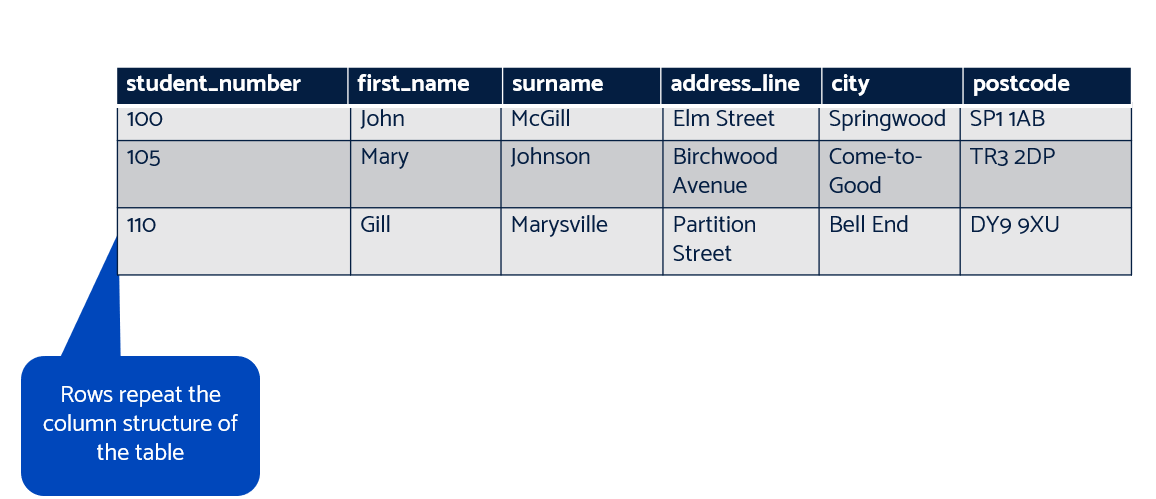 student_number first_name surname address_line city postcode
100 John McGill Elm Street Springwood SP1 1AB
105 Mary Johnson Birchwood Come-to- TR3 2DP
Avenue Good
110 Gill Marysville Partition Bell End DY9 9XU
Street
Rows repeat the
column structure of
the table